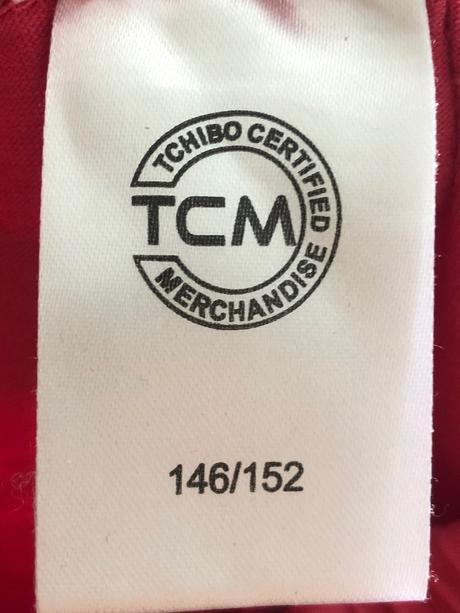 TCHIBO CERTIFIED
TCM
MERCHANDISE
146/152